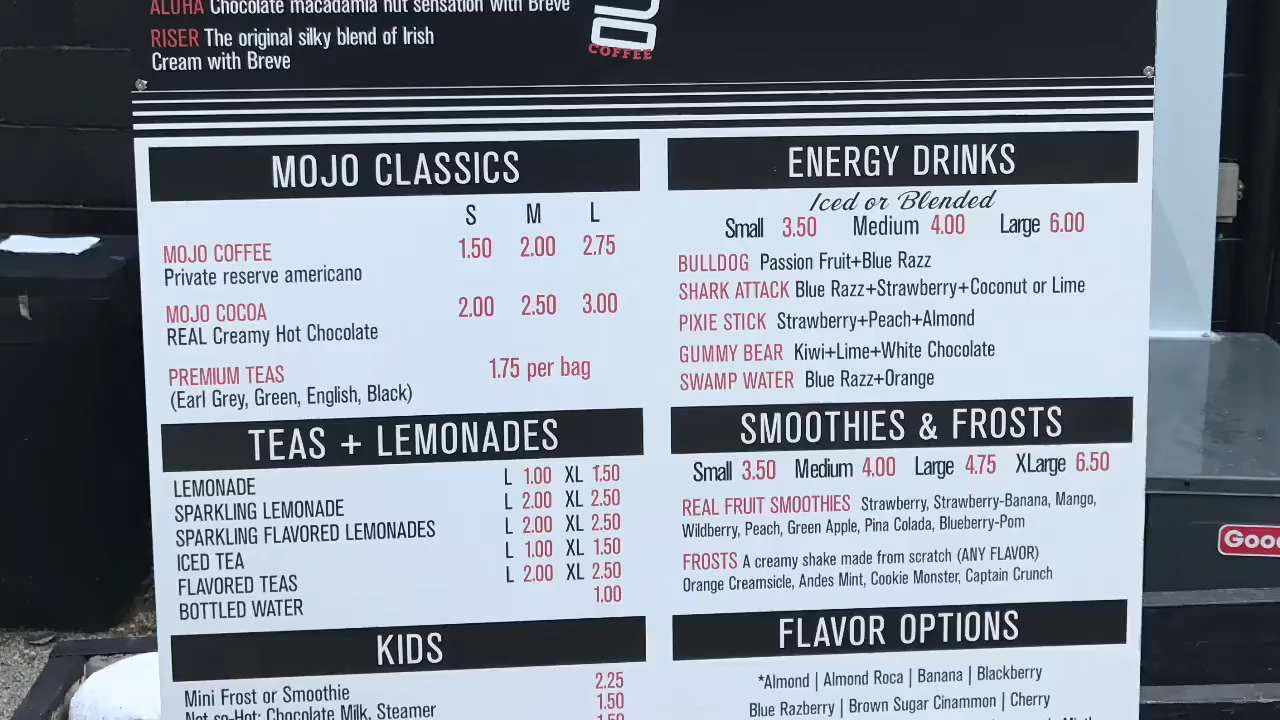 ALOHA Chocolate macadamia nut sensation with Breve
RISER The original silky blend of Irish
Cream with Breve
COFFEE
MOJO CLASSICS
S M L
MOJO COFFEE 1.50 2.00 2.75
Private reserve americano
MOJO COCOA 2.00 2.50 3.00
REAL Creamy Hot Chocolate
PREMIUM TEAS 1.75 per bag
(Earl Grey, Green, English, Black)
TEAS + LEMONADES
LEMONADE L 1.00 XL 1.50
SPARKLING LEMONADE L 2.00 XL 2.50
SPARKLING FLAVORED LEMONADES L 2.00 XL 2.50
ICED TEA L 1.00 XL 1.50
FLAVORED TEAS L 2.00 XL 2.50
BOTTLED WATER 1.00
KIDS
Mini Frost or Smoothie 2.25
Not so-Hot: Chocolate Milk, Steamer 1.50
1.50
ENERGY DRINKS
Iced or Blended
Small 3.50 Medium 4.00 Large 6.00
BULLDOG Passion Fruit+Blue Razz
SHARK ATTACK Blue Razz+Strawberry+Coconut or Lime
PIXIE STICK Strawberry+Peach+Almond
GUMMY BEAR Kiwi+Lime+White Chocolate
SWAMP WATER Blue Razz+Orange
SMOOTHIES & FROSTS
Small 3.50 Medium 4.00 Large 4.75 XLarge 6.50
REAL FRUIT SMOOTHIES Strawberry, Strawberry-Banana, Mango,
Wildberry, Peach, Green Apple, Pina Colada, Blueberry-Pom
FROSTS A creamy shake made from scratch (ANY FLAVOR)
Orange Creamsicle, Andes Mint, Cookie Monster, Captain Crunch
FLAVOR OPTIONS
*Almond | Almond Roca | Banana | Blackberry
Blue Razberry | Brown Sugar Cinammon | Cherry
Good